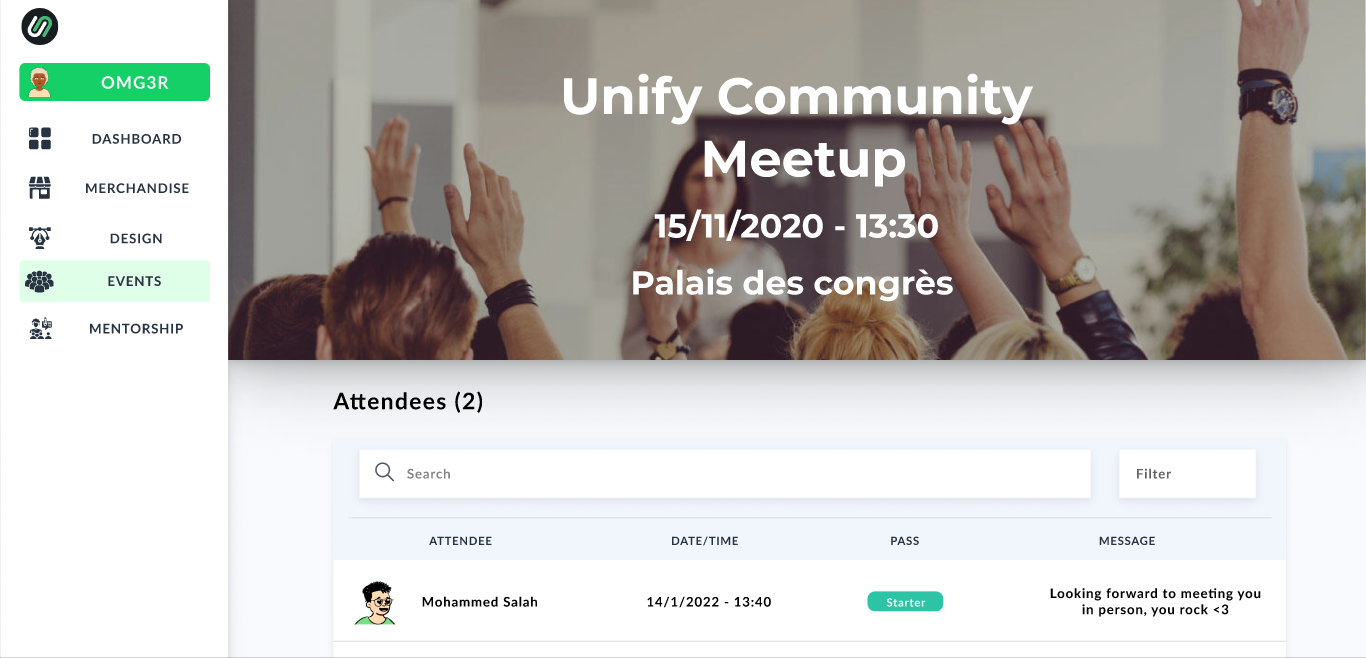 OMG3R
DASHBOARD
MERCHANDISE
DESIGN
EVENTS
MENTORSHIP
Unify Community
Meetup
15/11/2020 - 13:30
Palais des congrès
Attendees (2)
Search
Filter
ATTENDEE DATE/TIME PASS MESSAGE
Mohammed Salah 14/1/2022 - 13:40 Starter Looking forward to meeting you
in person, you rock <3